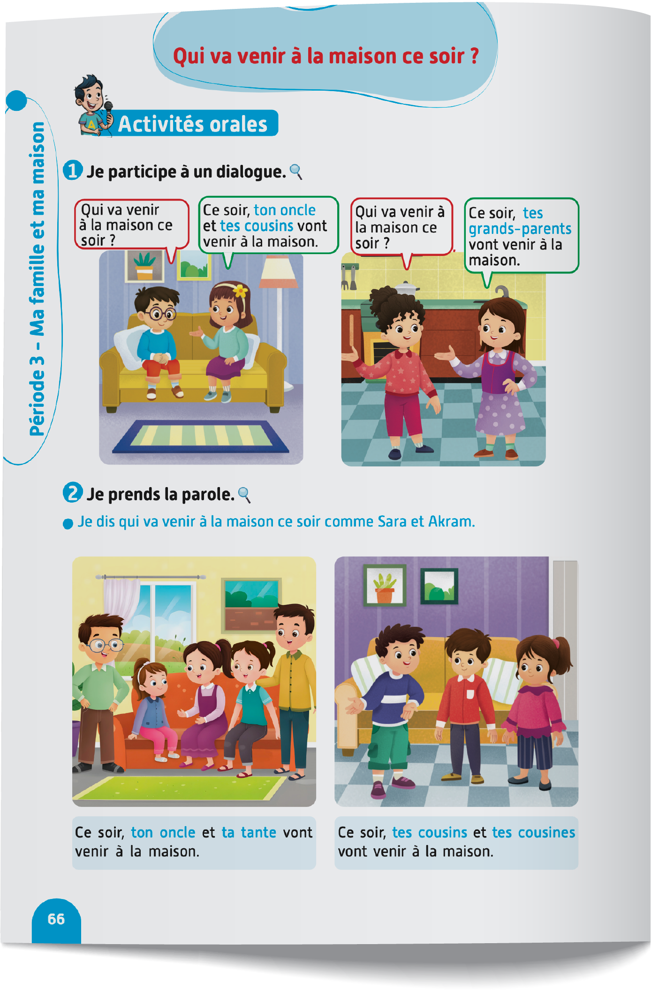 Qui va venir à la maison ce soir ?
Activités orales
Période 3 – Ma famille et ma maison
1 Je participe à un dialogue.
Qui va venir
à la maison ce
soir ?
Ce soir, ton oncle
et tes cousins vont
venir à la maison.
Qui va venir à
la maison ce
soir ?
Ce soir, tes
grands-parents
vont venir à la
maison.
2 Je prends la parole.
Je dis qui va venir à la maison ce soir comme Sara et Akram.
Ce soir, ton oncle et ta tante vont
venir à la maison.
Ce soir, tes cousins et tes cousines
vont venir à la maison.
66